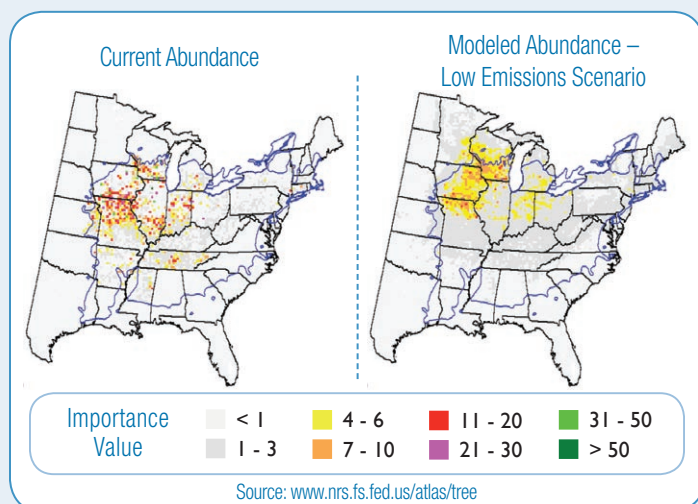 Current Abundance
Modeled Abundance –
Low Emissions Scenario
Importance
Value
< 1
4 - 6
11 - 20
31 - 50
1 - 3
7 - 10
21 - 30
> 50
Source: www.nrs.fs.fed.us/atlas/tree